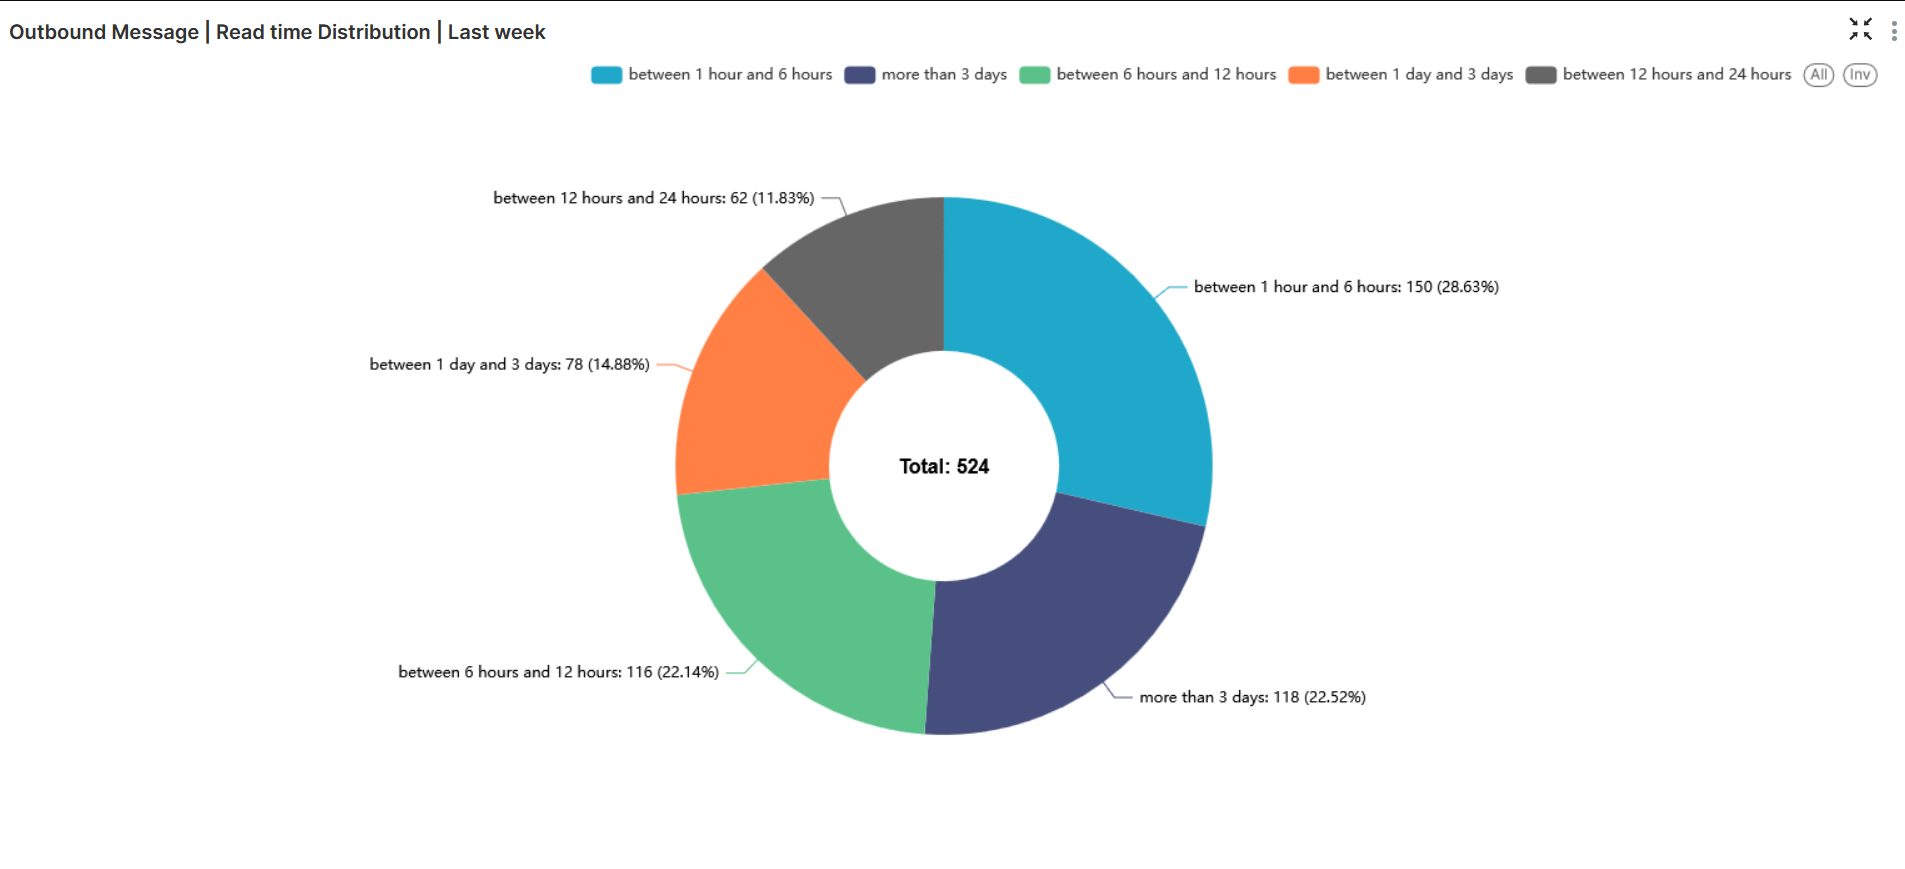 Outbound Message | Read time Distribution | Last week
between 1 hour and 6 hours more than 3 days between 6 hours and 12 hours between 1 day and 3 days between 12 hours and 24 hours All Inv
between 12 hours and 24 hours: 62 (11.83%)
between 1 hour and 6 hours: 150 (28.63%)
between 1 day and 3 days: 78 (14.88%)
Total: 524
between 6 hours and 12 hours: 116 (22.14%)
more than 3 days: 118 (22.52%)